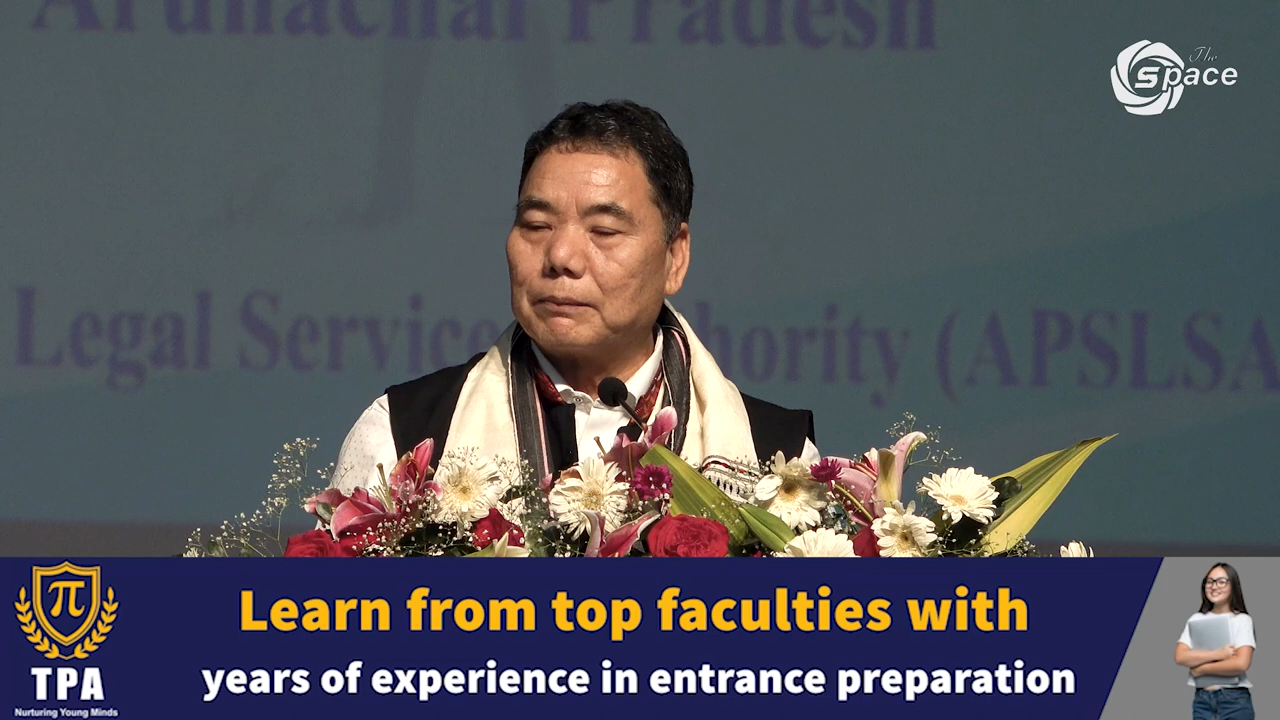 Arunachal Pradesh
The
Space
Legal Service thority (APSLSA
π
Learn from top faculties with
years of experience in entrance preparation
TPA
Nurturing Young Minds